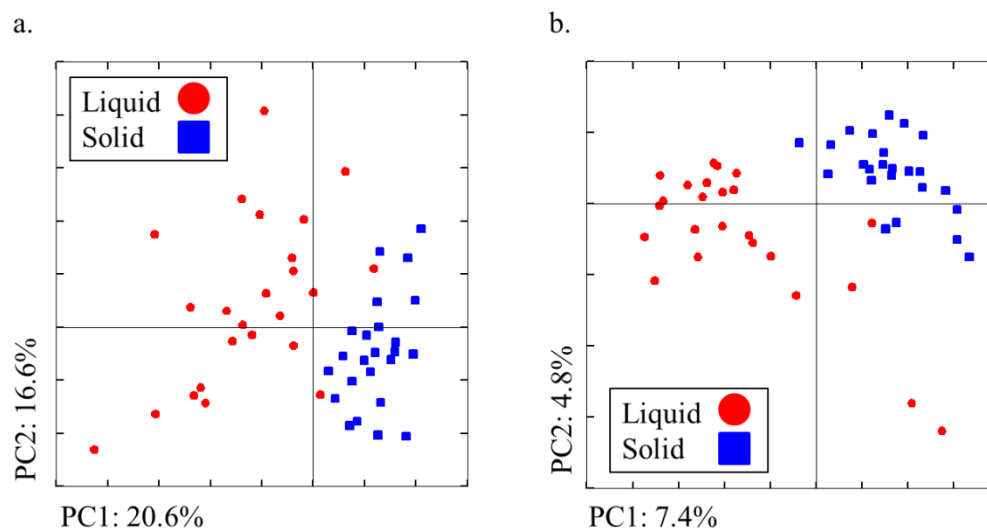 a.
Liquid
Solid
PC2: 16.6%
PC1: 20.6%
b.
Liquid
Solid
PC2: 4.8%
PC1: 7.4%